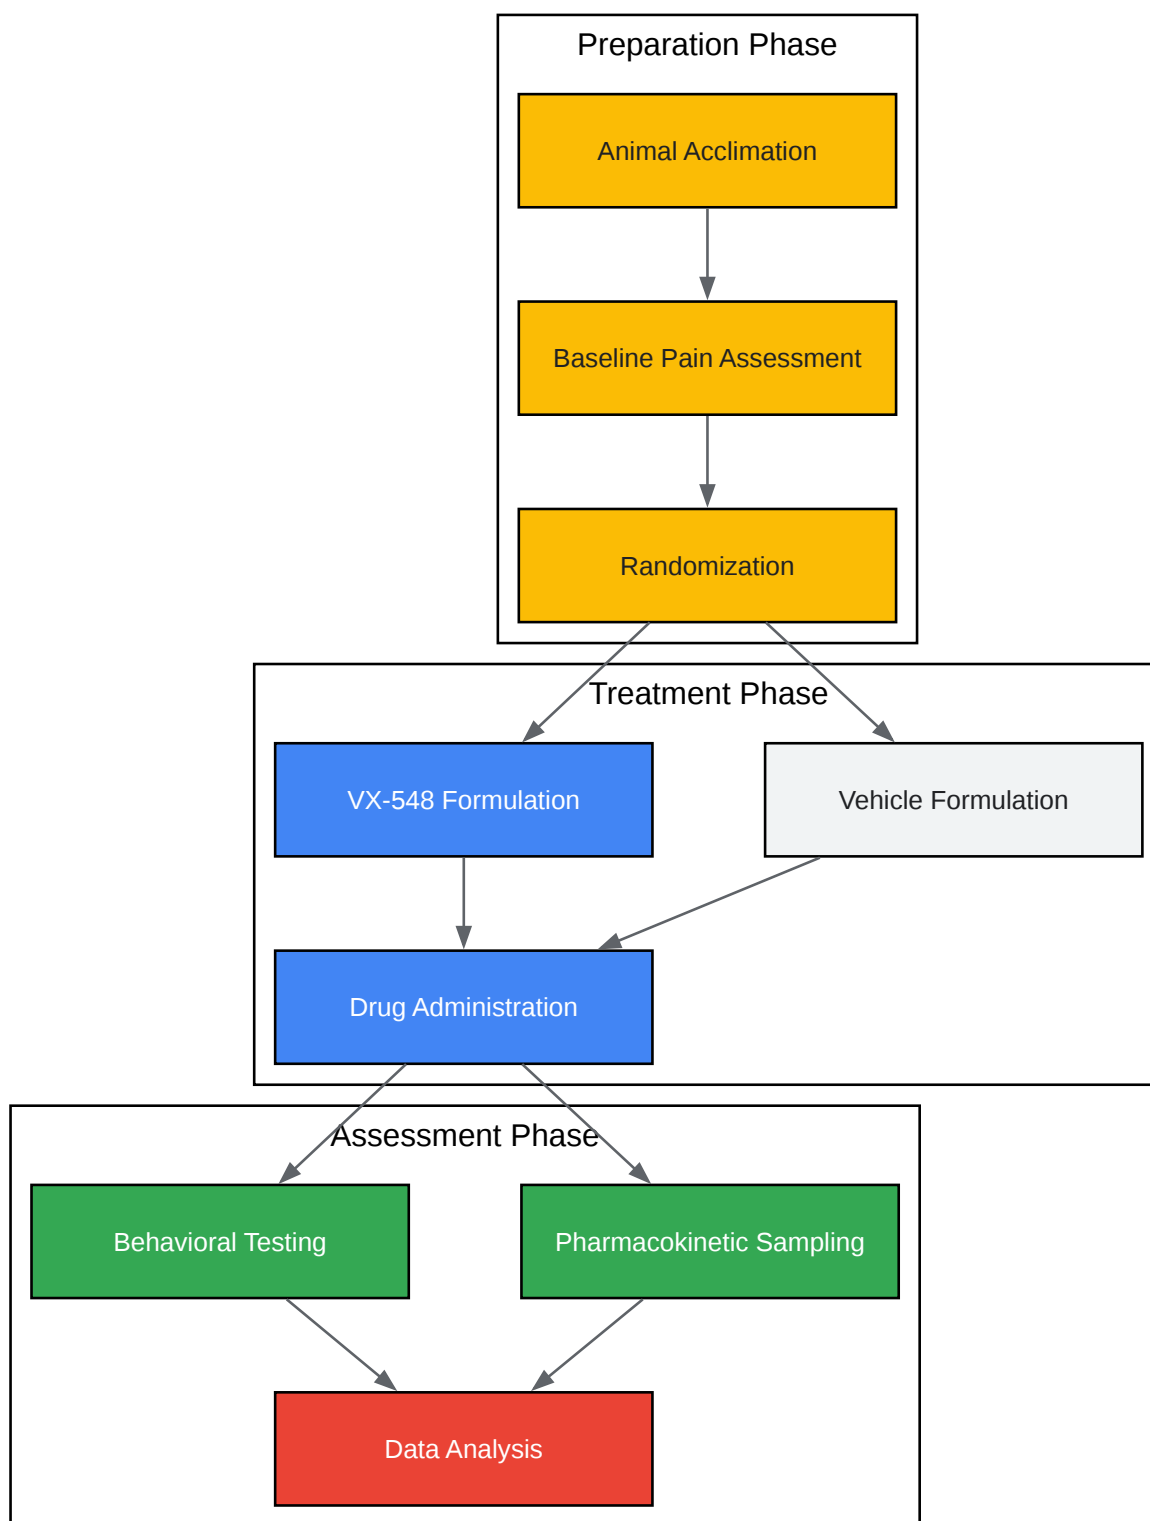 Preparation Phase
Animal Acclimation
Baseline Pain Assessment
Randomization
Treatment Phase
VX-548 Formulation
Vehicle Formulation
Drug Administration
Assessment Phase
Behavioral Testing
Pharmacokinetic Sampling
Data Analysis